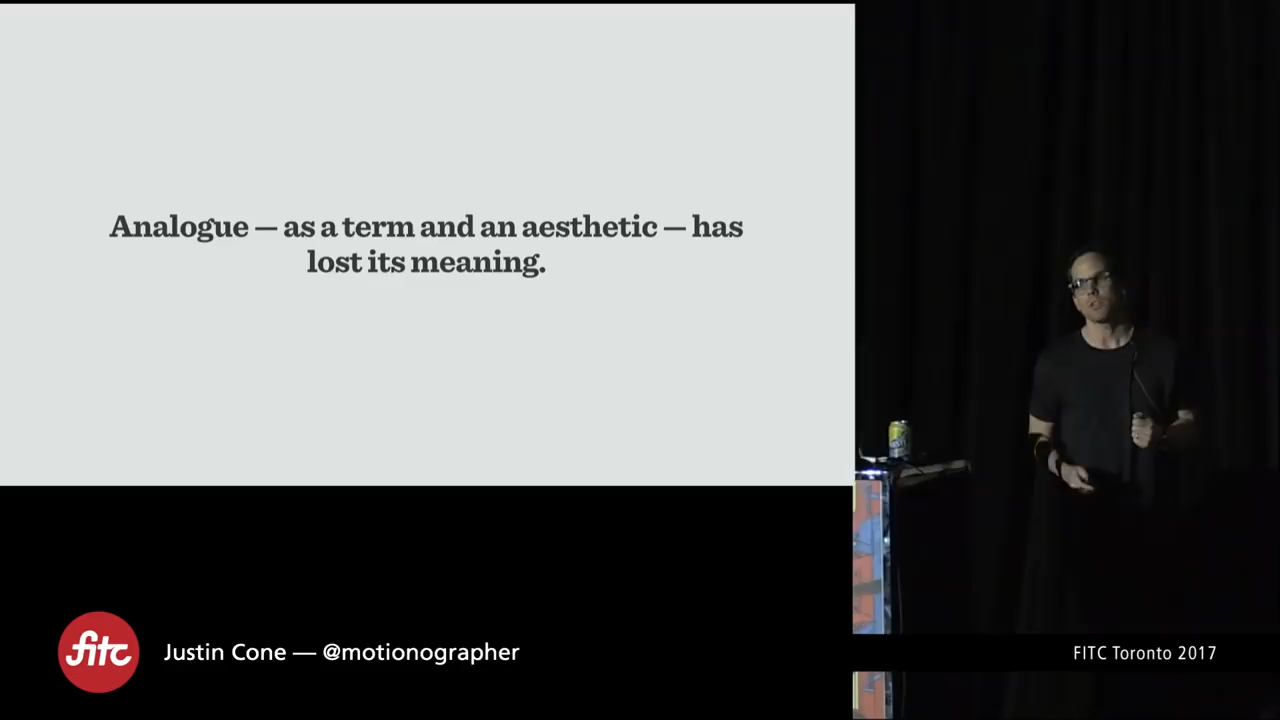 Analogue — as a term and an aesthetic — has
lost its meaning.
fitc
Justin Cone — @motionographer
FITC Toronto 2017